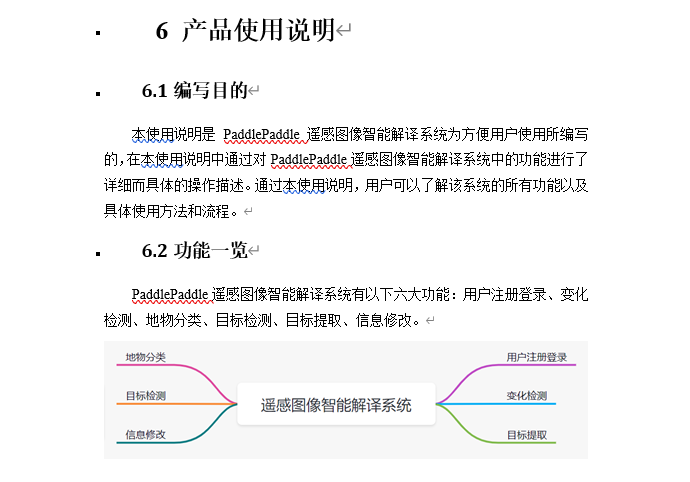 6 产品使用说明
6.1 编写目的
本使用说明是 PaddlePaddle 遥感图像智能解译系统为方便用户使用所编写
的，在本使用说明中通过对 PaddlePaddle 遥感图像智能解译系统中的功能进行了
详细而具体的操作描述。通过本使用说明，用户可以了解该系统的所有功能以及
具体使用方法和流程。
6.2 功能一览
PaddlePaddle 遥感图像智能解译系统有以下六大功能：用户注册登录、变化
检测、地物分类、目标检测、目标提取、信息修改。
地物分类
目标检测
信息修改
遥感图像智能解译系统
用户注册登录
变化检测
目标提取